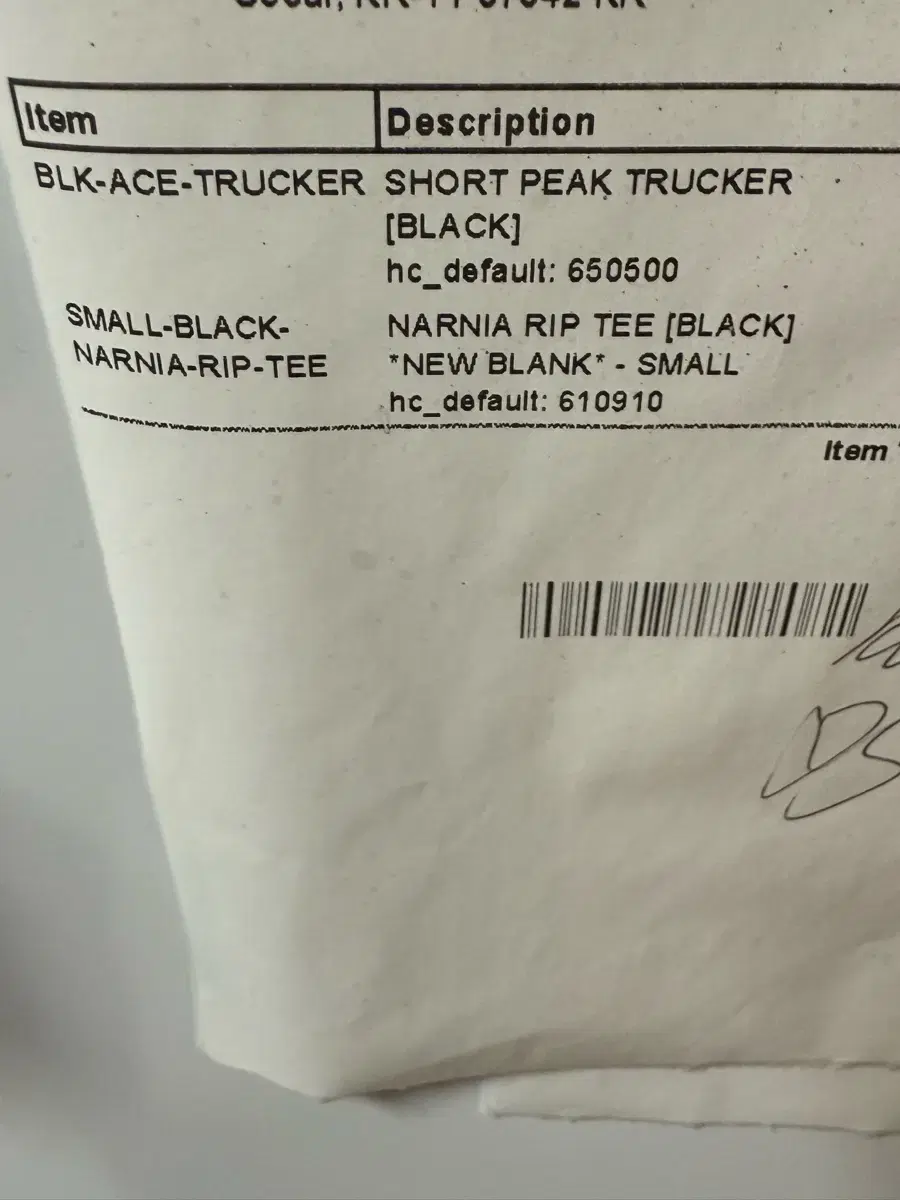 Item Description
BLK-ACE-TRUCKER SHORT PEAK TRUCKER
[BLACK]
hc_default: 650500
SMALL-BLACK- NARNIA RIP TEE [BLACK]
NARNIA-RIP-TEE *NEW BLANK* - SMALL
hc_default: 610910
Item